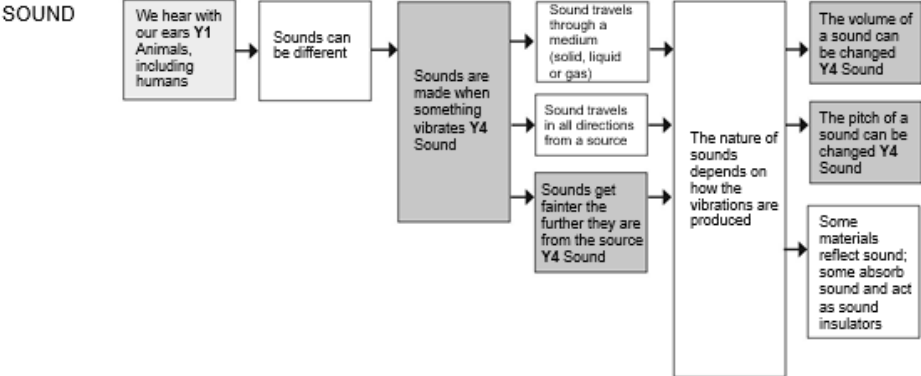 SOUND
We hear with
our ears Y1
Animals,
including
humans
Sounds can
be different
Sounds are
made when
something
vibrates Y4
Sound
Sound travels
through a
medium
(solid, liquid
or gas)
Sound travels
in all directions
from a source
Sounds get
fainter the
further they are
from the source
Y4 Sound
The nature of
sounds
depends on
how the
vibrations are
produced
The volume of
a sound can
be changed
Y4 Sound
The pitch of a
sound can be
changed Y4
Sound
Some
materials
reflect sound;
some absorb
sound and act
as sound
insulators